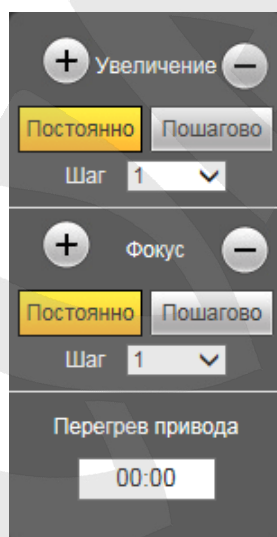 + Увеличение −
Постоянно Пошагово
Шаг 1
+ Фокус −
Постоянно Пошагово
Шаг 1
Перегрев привода
00:00